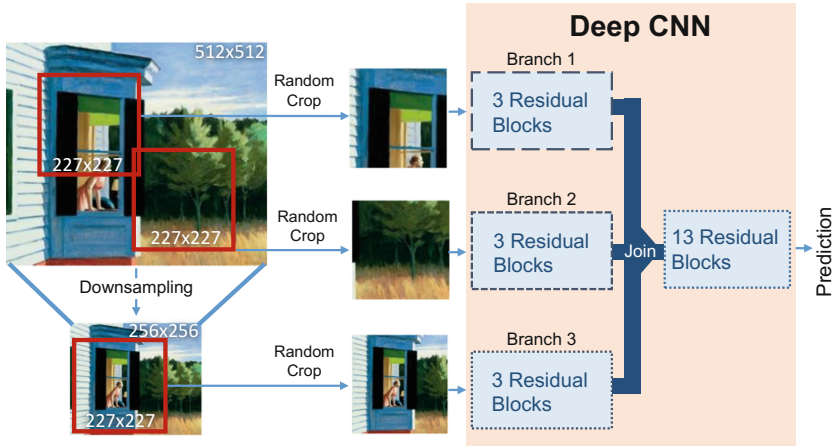 Deep CNN
512x512
227x227
227x227
Random
Crop
Branch 1
3 Residual
Blocks
Random
Crop
Branch 2
3 Residual
Blocks
Join
13 Residual
Blocks
Prediction
Downsampling
256x256
227x227
Random
Crop
Branch 3
3 Residual
Blocks